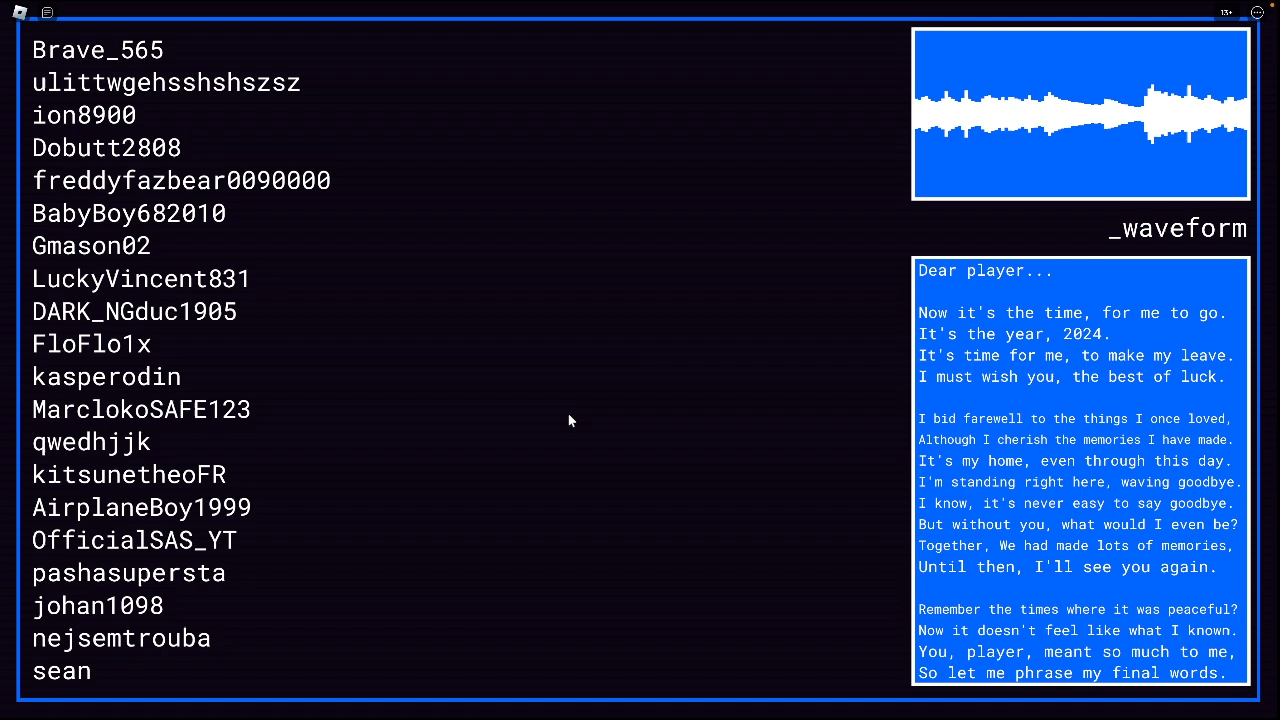 13+
Brave_565
ulittwgehsshshszsz
ion8900
Dobutt2808
freddyfazbear0090000
BabyBoy682010
Gmason02
LuckyVincent831
DARK_NGduc1905
FloFlo1x
kasperodin
MarclokoSAFE123
qwedhjjk
kitsunetheoFR
AirplaneBoy1999
OfficialSAS_YT
pashasupersta
johan1098
nejsemtrouba
sean
_waveform
Dear player...
Now it's the time, for me to go.
It's the year, 2024.
It's time for me, to make my leave.
I must wish you, the best of luck.
I bid farewell to the things I once loved,
Although I cherish the memories I have made.
It's my home, even through this day.
I'm standing right here, waving goodbye.
I know, it's never easy to say goodbye.
But without you, what would I even be?
Together, We had made lots of memories,
Until then, I'll see you again.
Remember the times where it was peaceful?
Now it doesn't feel like what I known.
You, player, meant so much to me,
So let me phrase my final words.